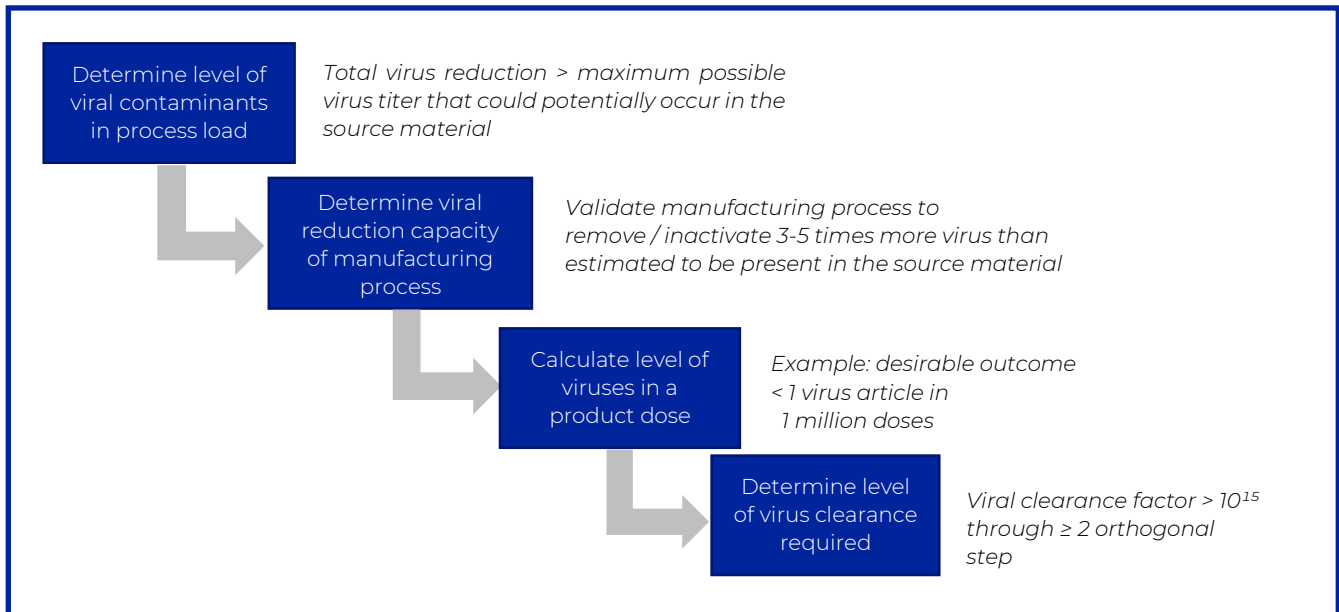 Determine level of
viral contaminants
in process load
Total virus reduction > maximum possible
virus titer that could potentially occur in the
source material
Determine viral
reduction capacity
of manufacturing
process
Validate manufacturing process to
remove / inactivate 3-5 times more virus than
estimated to be present in the source material
Calculate level of
viruses in a
product dose
Example: desirable outcome
< 1 virus article in
1 million doses
Determine level
of virus clearance
required
Viral clearance factor > 10¹⁵
through ≥ 2 orthogonal
step